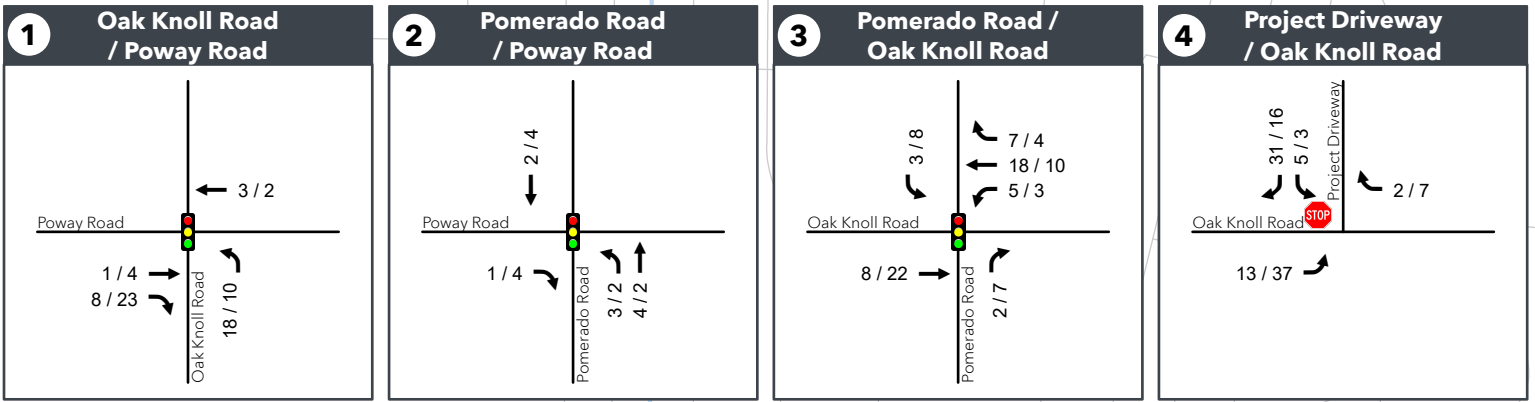 1
Oak Knoll Road
/ Poway Road
3 / 2
Poway Road
1 / 4
8 / 23
Oak Knoll Road
18 / 10
2
Pomerado Road
/ Poway Road
2 / 4
Poway Road
1 / 4
Pomerado Road
3 / 2
4 / 2
3
Pomerado Road /
Oak Knoll Road
3 / 8
7 / 4
18 / 10
5 / 3
Oak Knoll Road
8 / 22
Pomerado Road
2 / 7
4
Project Driveway
/ Oak Knoll Road
31 / 16
5 / 3
Project Driveway
2 / 7
Oak Knoll Road
STOP
13 / 37